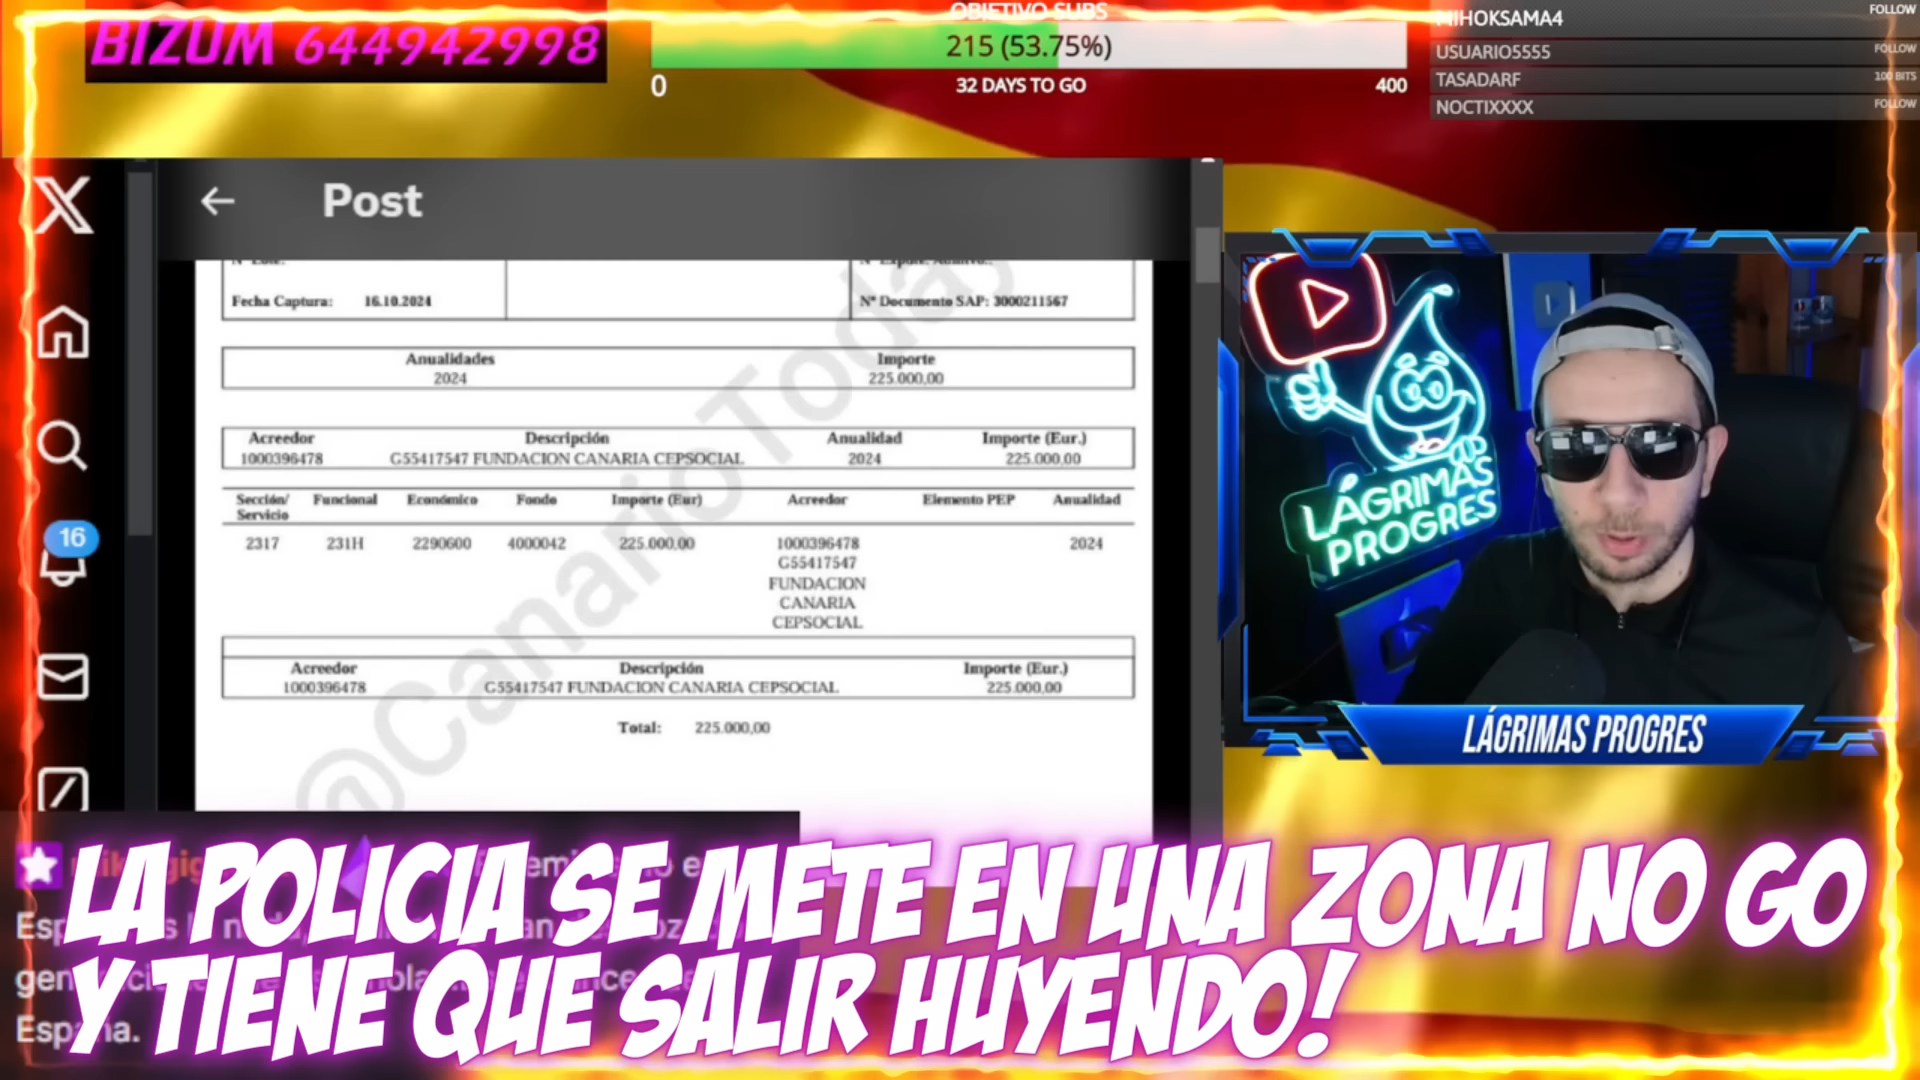 BIZUM 644942998
OBJETIVO SUBS
215 (53.75%)
0
32 DAYS TO GO
400
MIHOKSAMA4 FOLLOW
USUARIO5555 FOLLOW
TASADARF 100 BITS
NOCTIXXXX FOLLOW
Post
Fecha Captura: 16.10.2024
Nº Documento SAP: 3000211567
Anualidades Importe
2024 225.000,00
Acreedor Descripción Anualidad Importe (Eur.)
1000396478 G55417547 FUNDACION CANARIA CEPSOCIAL 2024 225.000,00
Sección/ Funcional Económico Fondo Importe (Eur) Acreedor Elemento PEP Anualidad
Servicio
2317 231H 2290600 4000042 225.000,00 1000396478 2024
G55417547
FUNDACION
CANARIA
CEPSOCIAL
Acreedor Descripción Importe (Eur.)
1000396478 G55417547 FUNDACION CANARIA CEPSOCIAL 225.000,00
Total: 225.000,00
@CanarioToday
16
LÁGRIMAS
PROGRES
LÁGRIMAS PROGRES
LA POLICIA SE METE EN UNA ZONA NO GO
Y TIENE QUE SALIR HUYENDO!